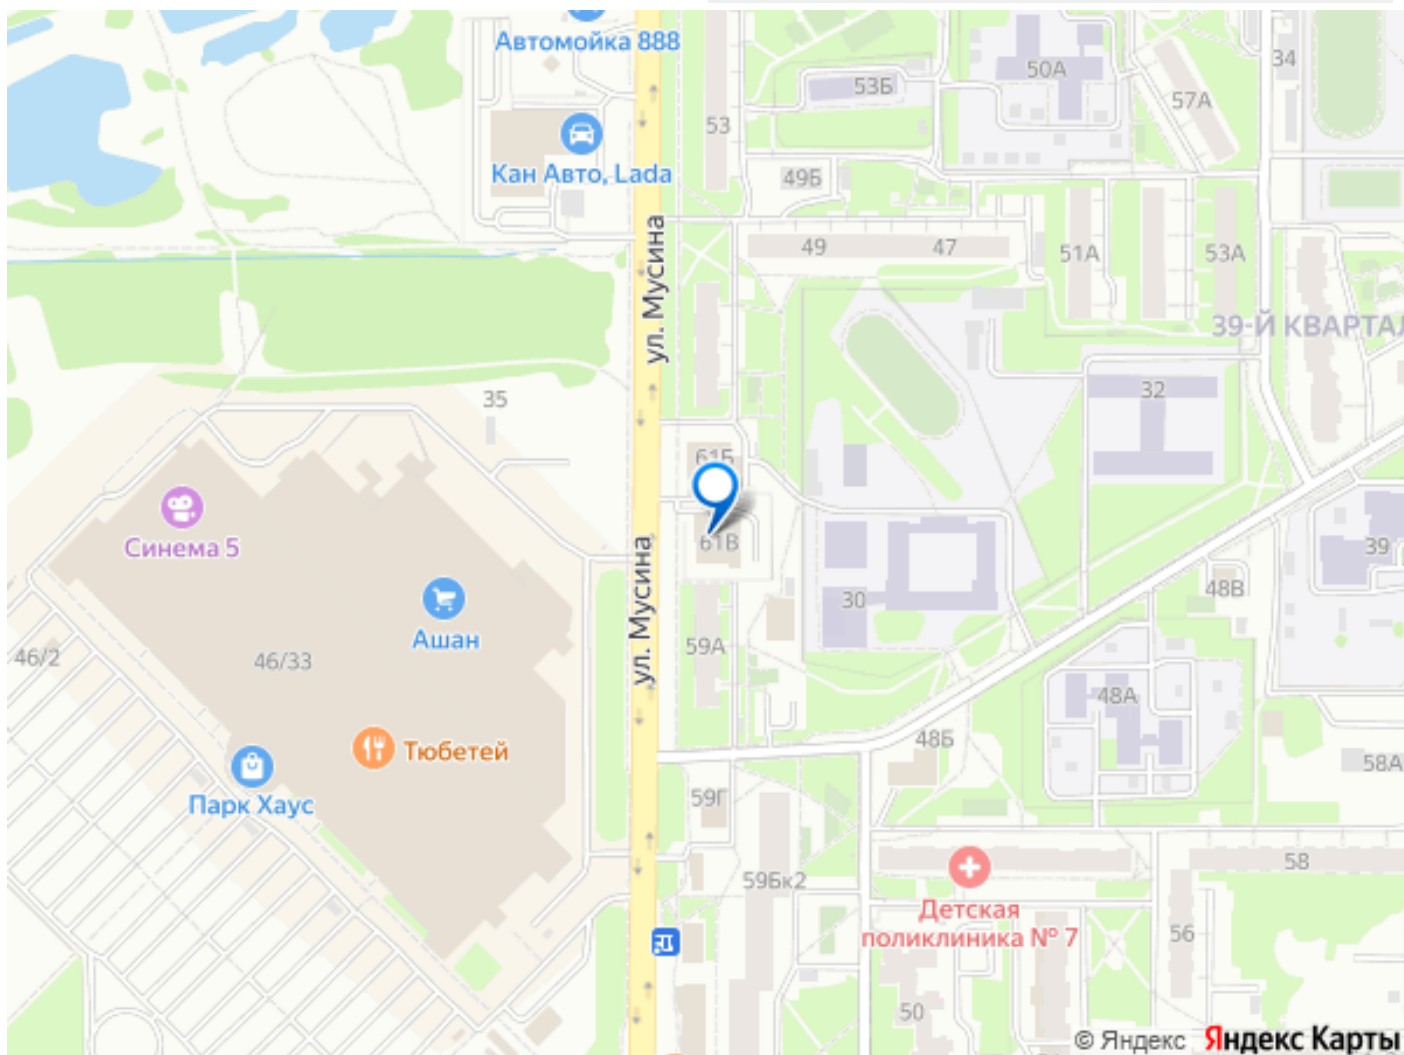 Автомойка 888
50А
34
53Б
57А
53
Кан Авто, Lada
49Б
ул. Мусина
49
47
51А
53А
39-Й КВАРТАЛ
35
32
61Б
Синема 5
61В
39
ул. Мусина
30
48В
Ашан
46/2
46/33
59А
48А
48Б
Тюбетей
58А
Парк Хаус
59Г
58
59Бк2
Детская
поликлиника № 7
56
50
© Яндекс Яндекс Карты